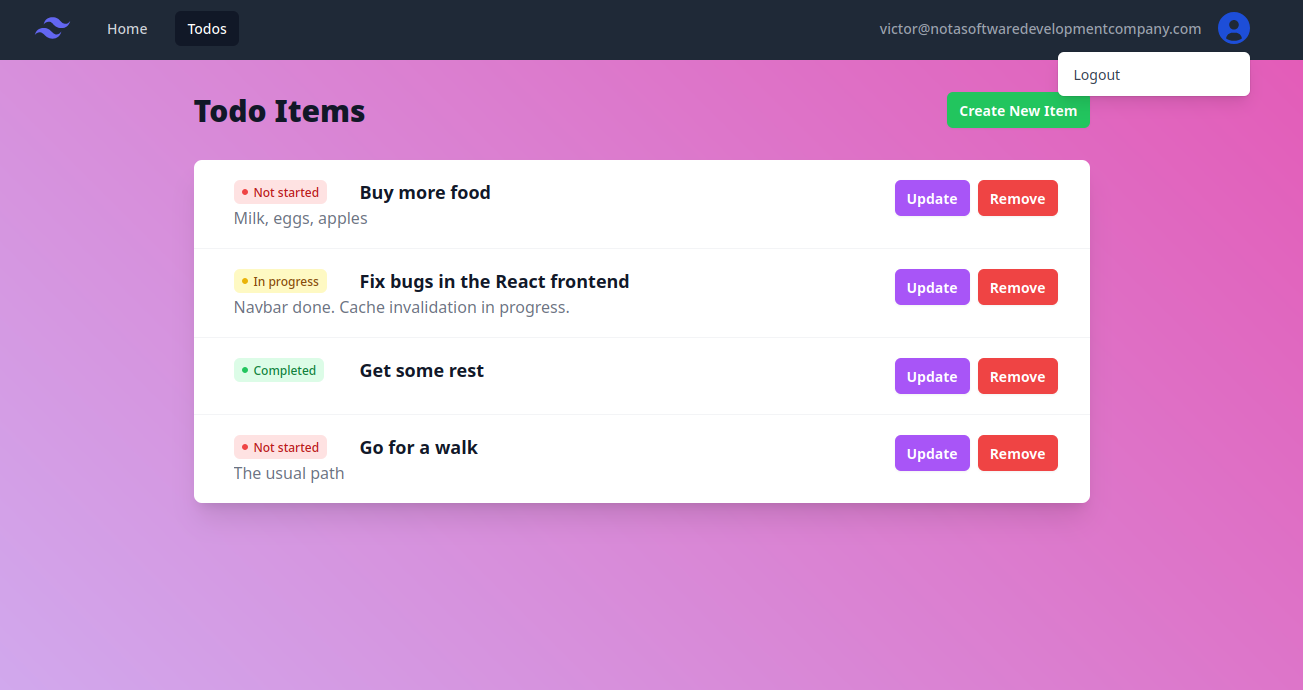 Home
Todos
victor@notasoftwaredevelopmentcompany.com
Logout
Todo Items
Create New Item
Not started
Buy more food
Update
Remove
Milk, eggs, apples
In progress
Fix bugs in the React frontend
Update
Remove
Navbar done. Cache invalidation in progress.
Completed
Get some rest
Update
Remove
Not started
Go for a walk
Update
Remove
The usual path